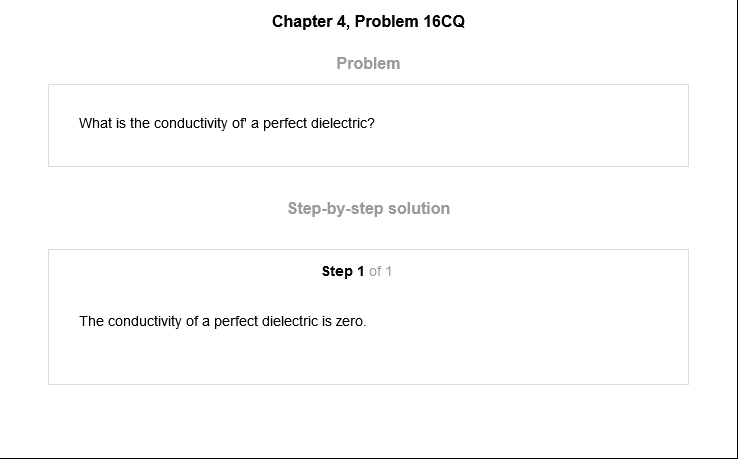 Chapter 4, Problem 16CQ
Problem
What is the conductivity of' a perfect dielectric?
Step-by-step solution
Step 1 of 1
The conductivity of a perfect dielectric is zero.